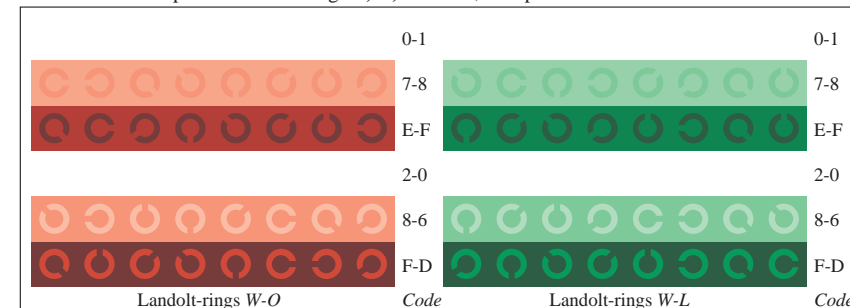 0-1 0-1
7-8 7-8
E-F E-F
2-0 2-0
8-6 8-6
F-D F-D
Landolt-rings W-O Code Landolt-rings W-L Code